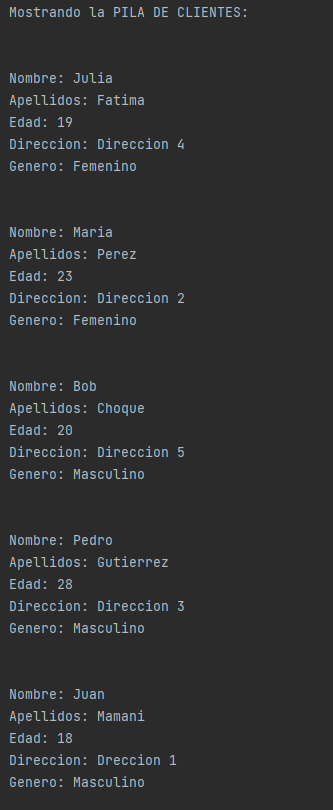 Mostrando la PILA DE CLIENTES:
Nombre: Julia
Apellidos: Fatima
Edad: 19
Direccion: Direccion 4
Genero: Femenino
Nombre: Maria
Apellidos: Perez
Edad: 23
Direccion: Direccion 2
Genero: Femenino
Nombre: Bob
Apellidos: Choque
Edad: 20
Direccion: Direccion 5
Genero: Masculino
Nombre: Pedro
Apellidos: Gutierrez
Edad: 28
Direccion: Direccion 3
Genero: Masculino
Nombre: Juan
Apellidos: Mamani
Edad: 18
Direccion: Dreccion 1
Genero: Masculino